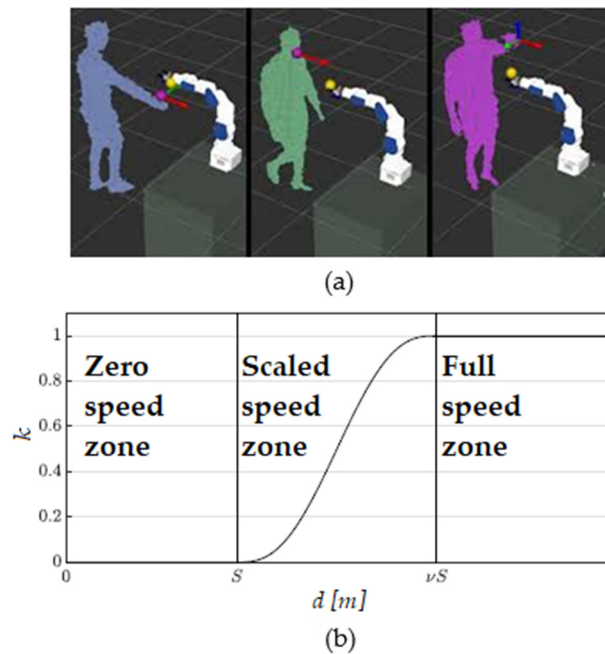 (a)
1
0.8
0.6
0.4
0.2
0
k
Zero
speed
zone
Scaled
speed
zone
Full
speed
zone
0
S
νS
d [m]
(b)